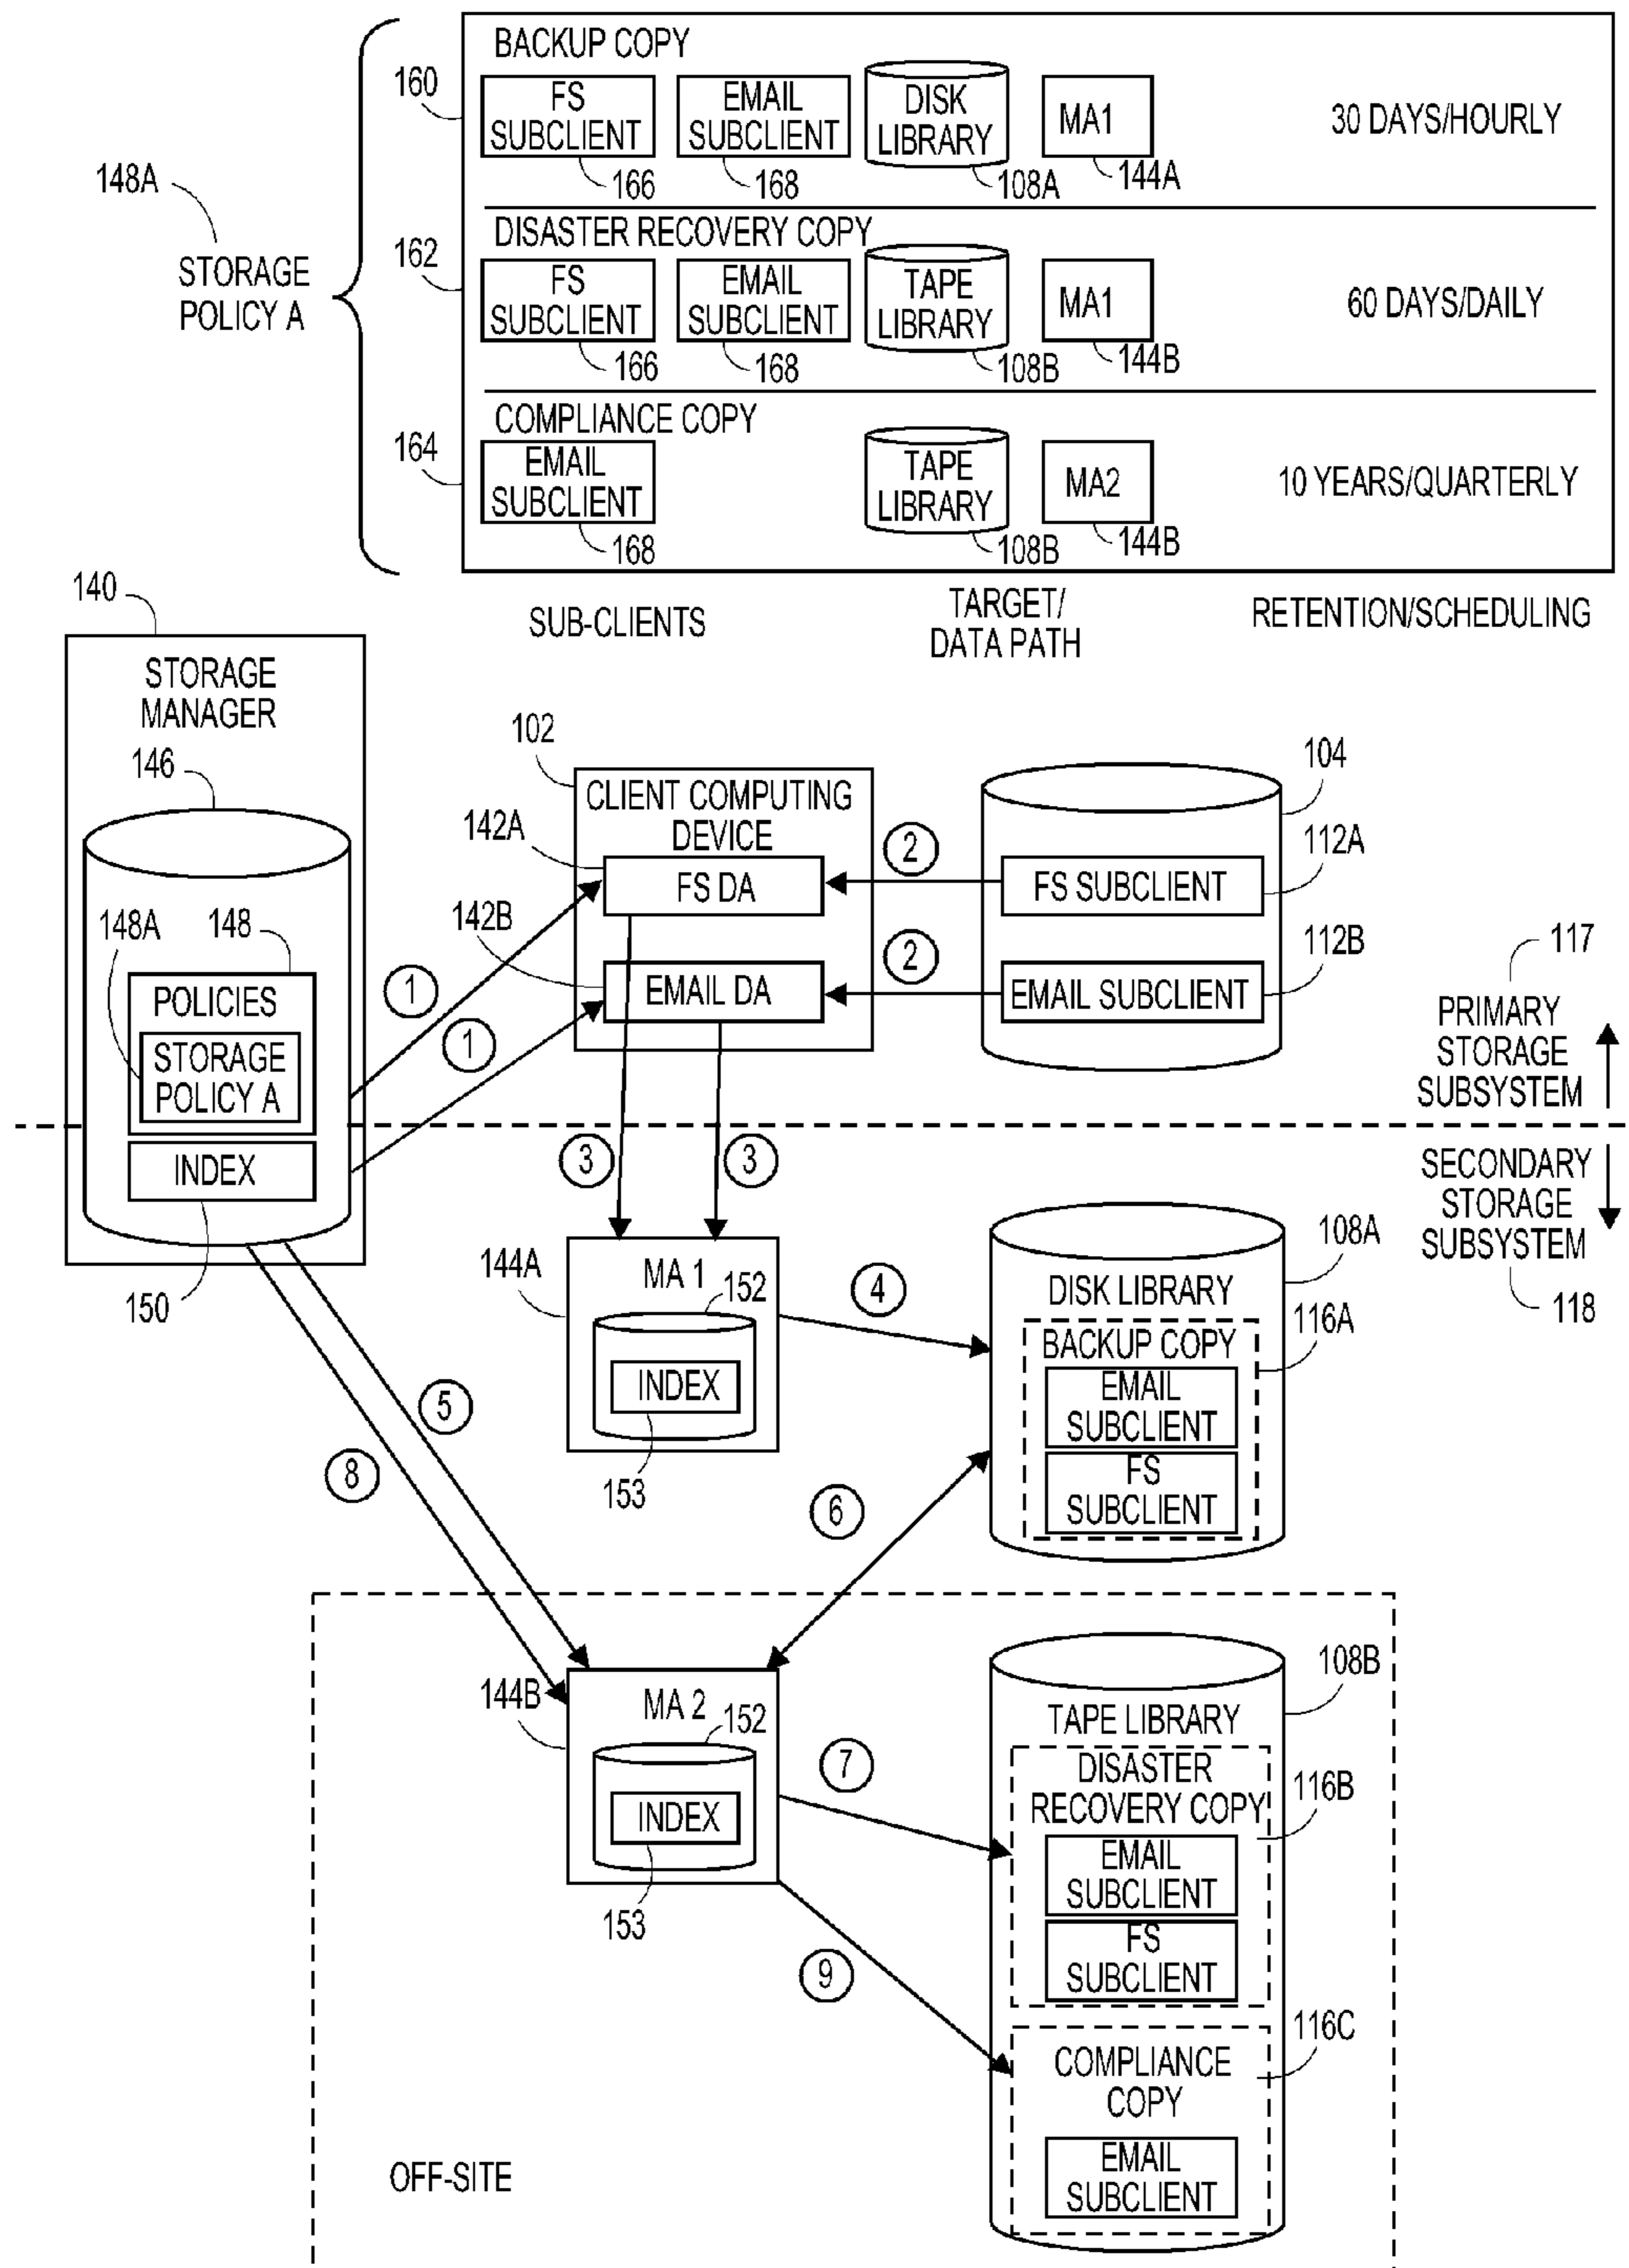 BACKUP COPY
160
FS
SUBCLIENT
EMAIL
SUBCLIENT
DISK
LIBRARY
MA1
30 DAYS/HOURLY
166
168
108A
144A
148A
STORAGE
POLICY A
DISASTER RECOVERY COPY
162
FS
SUBCLIENT
EMAIL
SUBCLIENT
TAPE
LIBRARY
MA1
60 DAYS/DAILY
166
168
108B
144B
COMPLIANCE COPY
164
EMAIL
SUBCLIENT
TAPE
LIBRARY
MA2
10 YEARS/QUARTERLY
168
108B
144B
SUB-CLIENTS
TARGET/
DATA PATH
RETENTION/SCHEDULING
140
STORAGE
MANAGER
146
148A
148
POLICIES
STORAGE
POLICY A
INDEX
150
102
CLIENT COMPUTING
DEVICE
142A
FS DA
142B
EMAIL DA
1
1
2
2
104
112A
FS SUBCLIENT
112B
EMAIL SUBCLIENT
117
PRIMARY
STORAGE
SUBSYSTEM
SECONDARY
STORAGE
SUBSYSTEM
118
3
3
144A
MA 1
152
INDEX
153
4
108A
DISK LIBRARY
116A
BACKUP COPY
EMAIL
SUBCLIENT
FS
SUBCLIENT
5
8
6
144B
MA 2
152
INDEX
153
7
9
108B
TAPE LIBRARY
DISASTER
RECOVERY COPY
116B
EMAIL
SUBCLIENT
FS
SUBCLIENT
116C
COMPLIANCE
COPY
EMAIL
SUBCLIENT
OFF-SITE